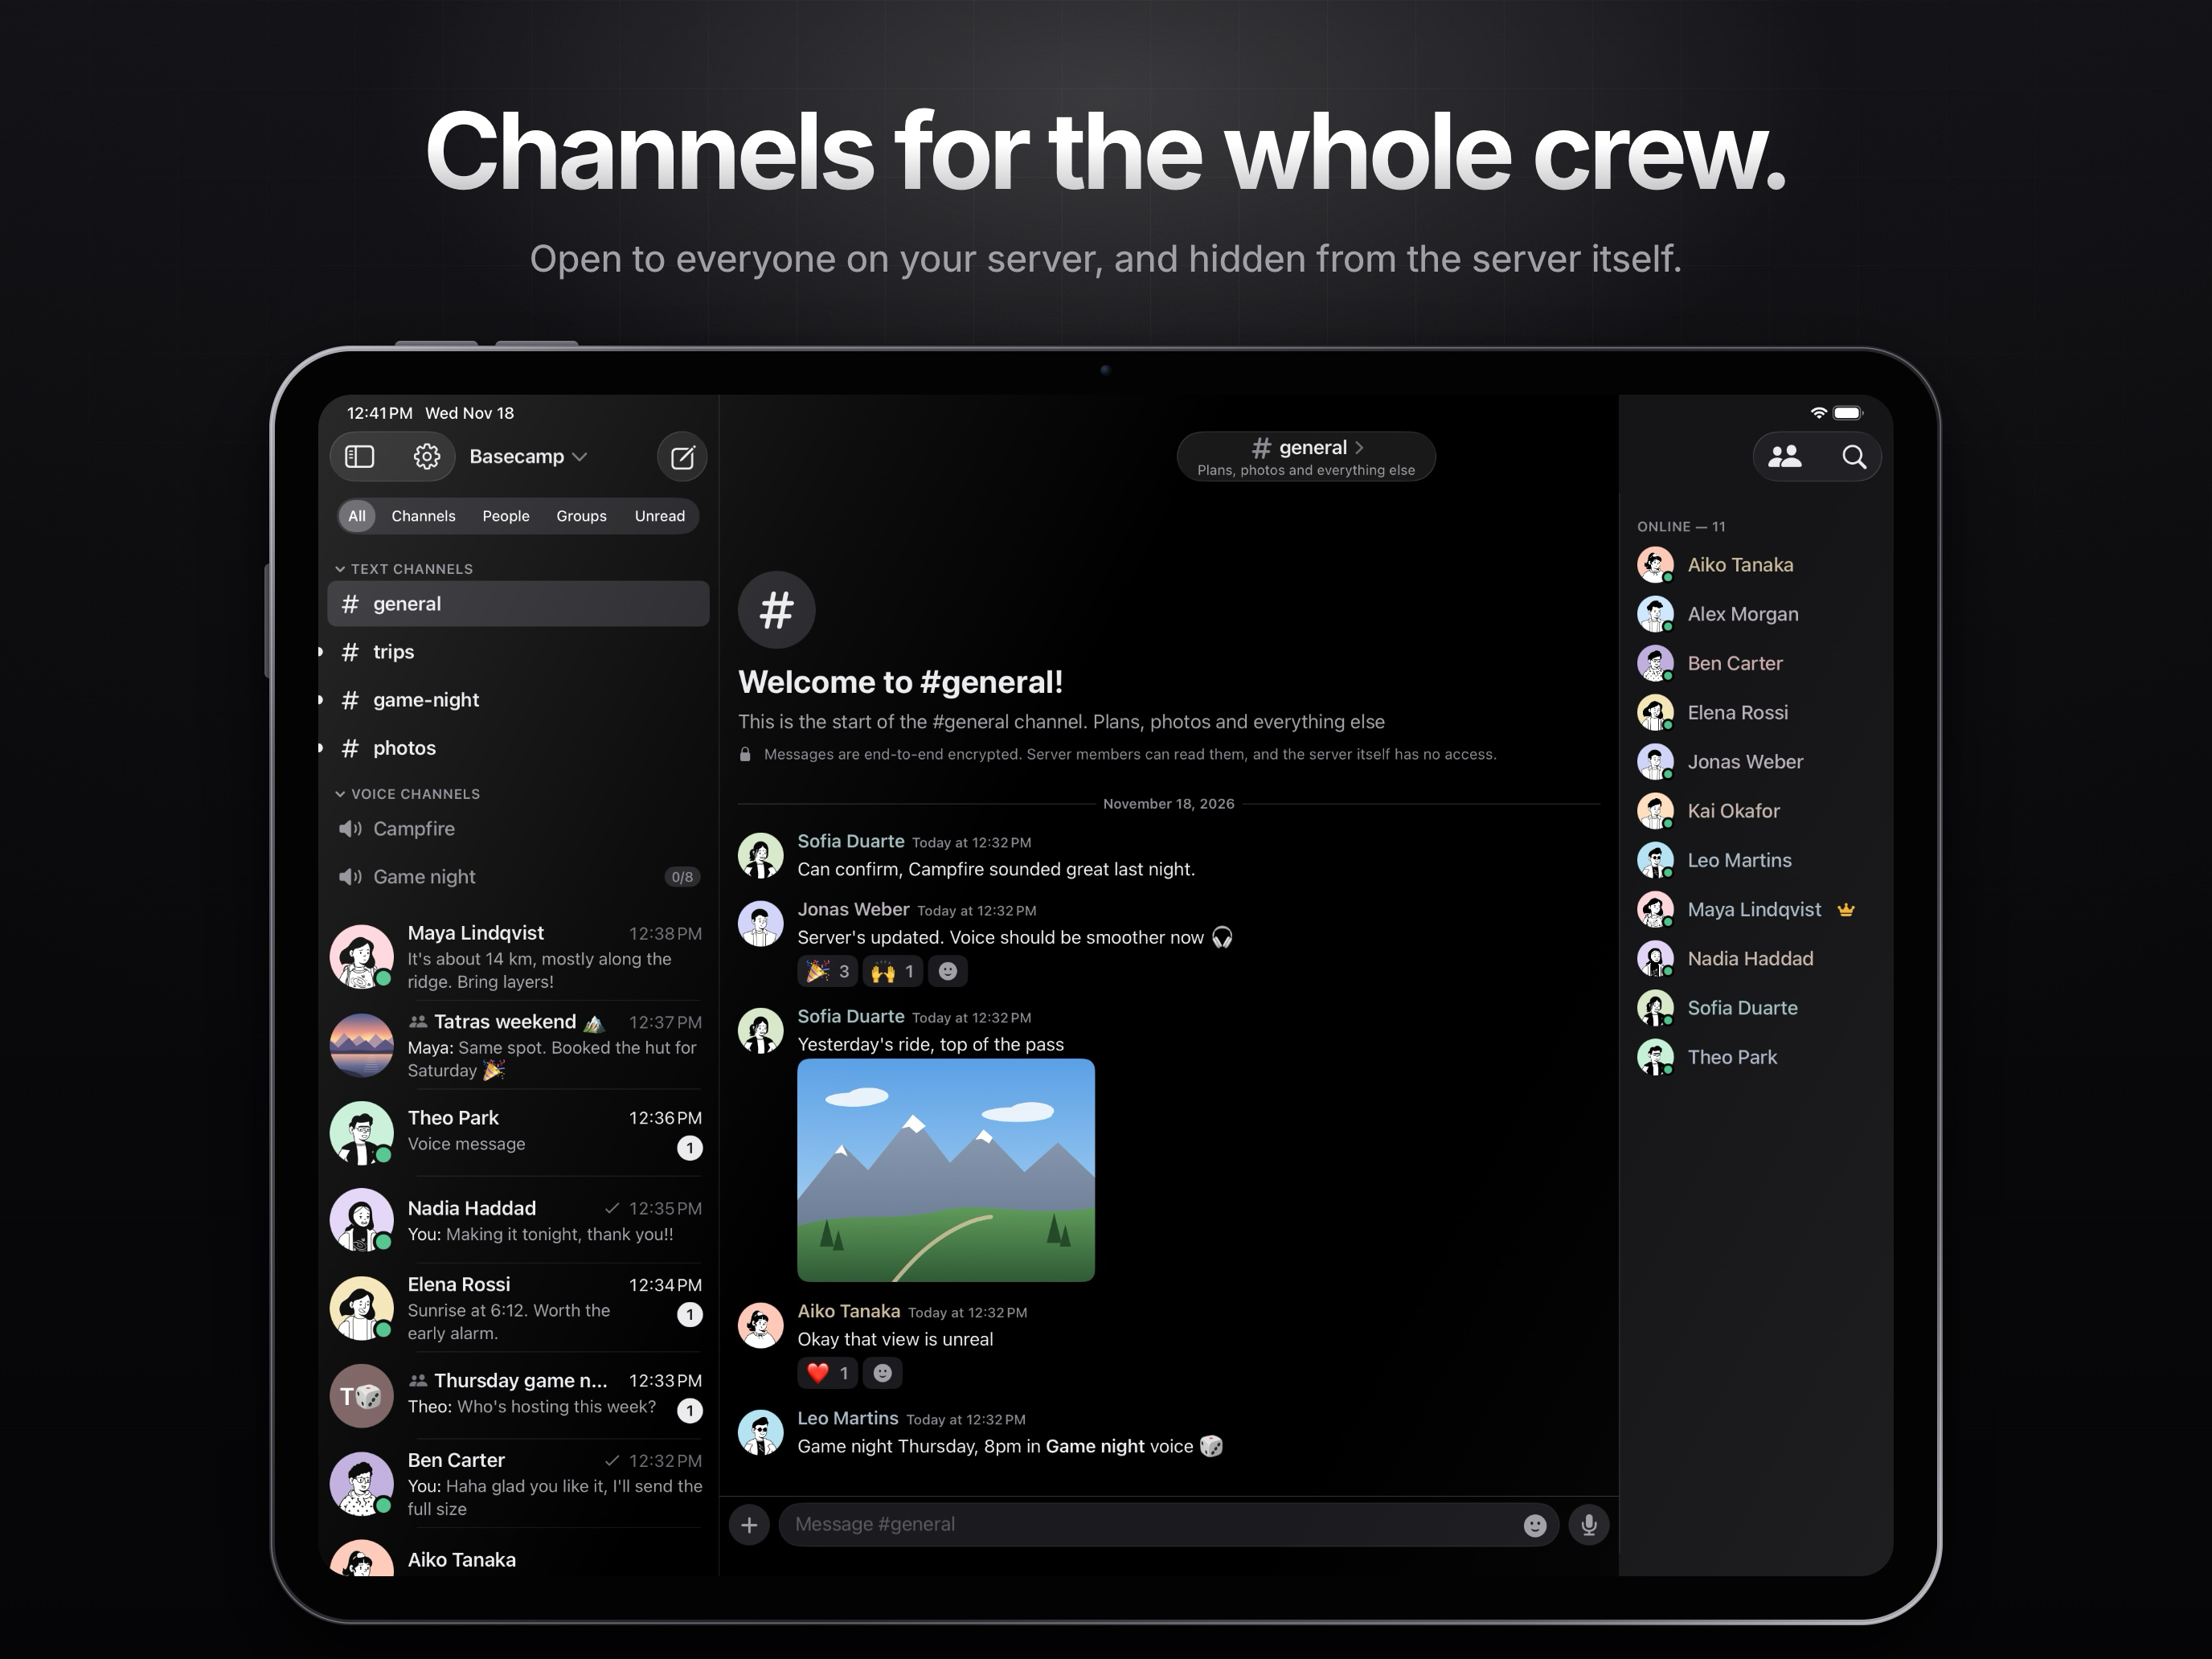 Channels for the whole crew.
Open to everyone on your server, and hidden from the server itself.
12:41 PM Wed Nov 18
Basecamp
All Channels People Groups Unread
TEXT CHANNELS
# general
# trips
# game-night
# photos
VOICE CHANNELS
Campfire
Game night 0/8
Maya Lindqvist 12:38 PM
It's about 14 km, mostly along the
ridge. Bring layers!
Tatras weekend 🏔️ 12:37 PM
Maya: Same spot. Booked the hut for
Saturday 🎉
Theo Park 12:36 PM
Voice message 1
Nadia Haddad ✓ 12:35 PM
You: Making it tonight, thank you!!
Elena Rossi 12:34 PM
Sunrise at 6:12. Worth the 1
early alarm.
T🎲
Thursday game n... 12:33 PM
Theo: Who's hosting this week? 1
Ben Carter ✓ 12:32 PM
You: Haha glad you like it, I'll send the
full size
Aiko Tanaka
# general >
Plans, photos and everything else
#
Welcome to #general!
This is the start of the #general channel. Plans, photos and everything else
Messages are end-to-end encrypted. Server members can read them, and the server itself has no access.
November 18, 2026
Sofia Duarte Today at 12:32 PM
Can confirm, Campfire sounded great last night.
Jonas Weber Today at 12:32 PM
Server's updated. Voice should be smoother now 🎧
🎉 3 🙌 1
Sofia Duarte Today at 12:32 PM
Yesterday's ride, top of the pass
Aiko Tanaka Today at 12:32 PM
Okay that view is unreal
❤️ 1
Leo Martins Today at 12:32 PM
Game night Thursday, 8pm in Game night voice 🎲
Message #general
ONLINE — 11
Aiko Tanaka
Alex Morgan
Ben Carter
Elena Rossi
Jonas Weber
Kai Okafor
Leo Martins
Maya Lindqvist
Nadia Haddad
Sofia Duarte
Theo Park